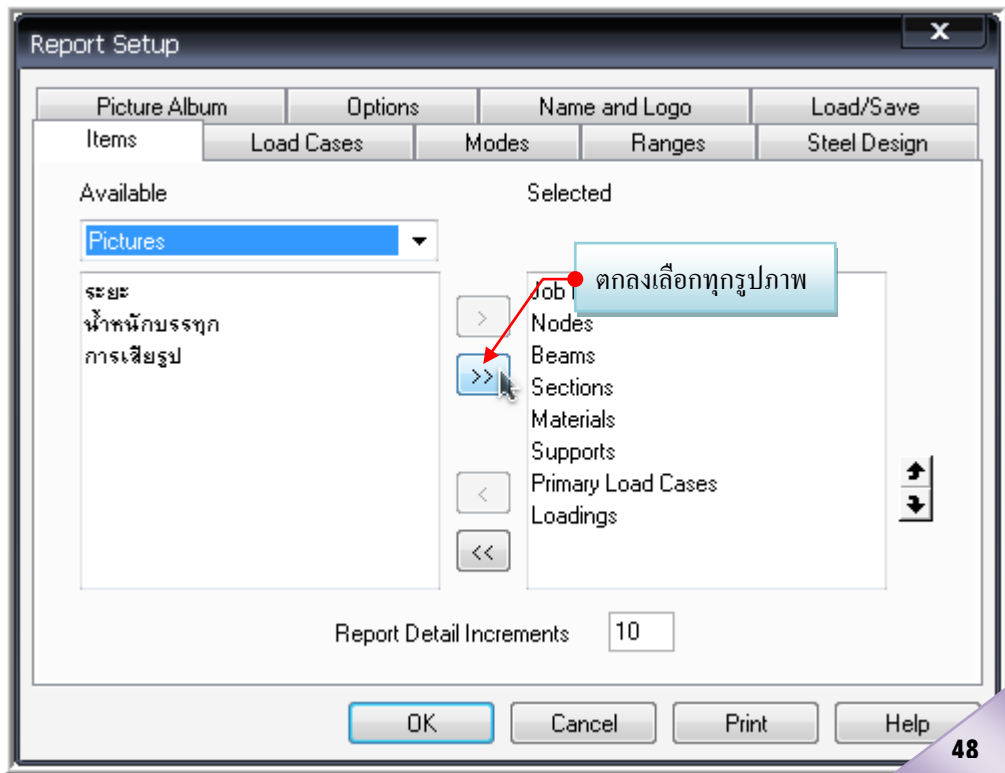 Report Setup
X
Picture Album
Options
Name and Logo
Load/Save
Items
Load Cases
Modes
Ranges
Steel Design
Available
Selected
Pictures
ตกลงเลือกทุกรูปภาพ
ระยะ
น้ำหนักบรรทุก
การเสียรูป
>
>>
<
<<
Job
Nodes
Beams
Sections
Materials
Supports
Primary Load Cases
Loadings
Report Detail Increments
10
OK
Cancel
Print
Help
48